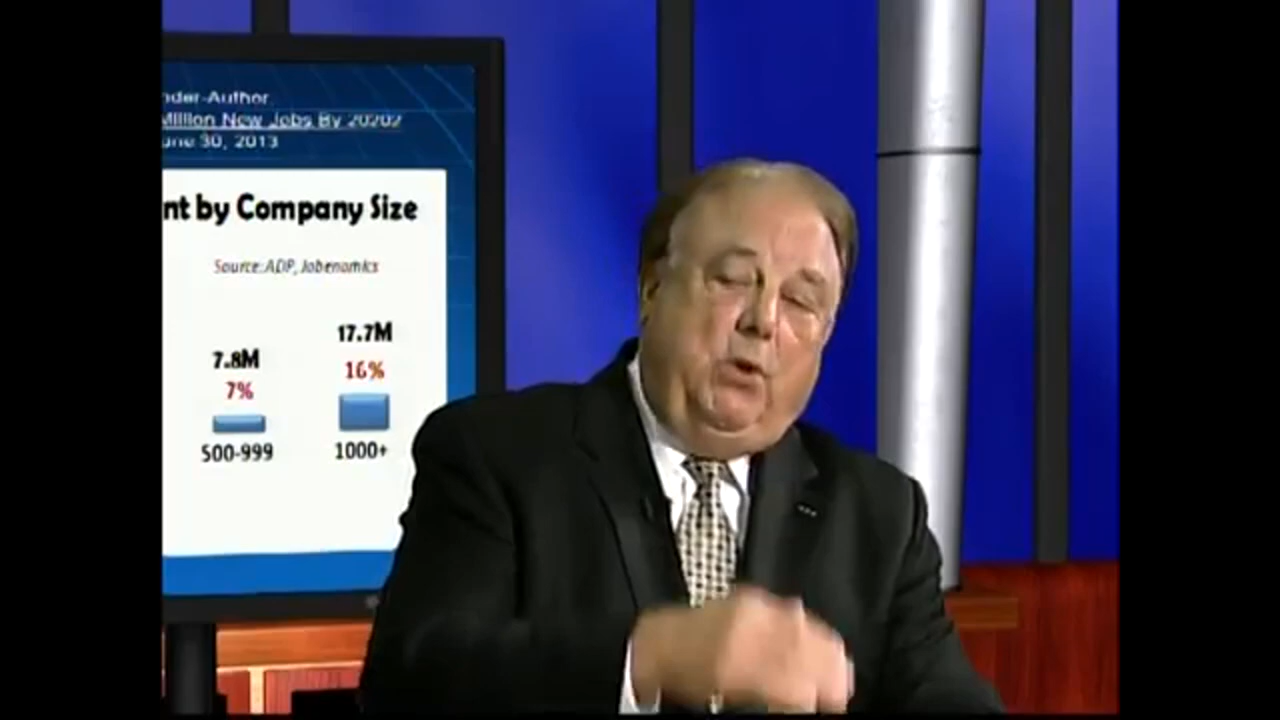 nder-Author
Million New Jobs By 2020?
une 30, 2013
nt by Company Size
Source: ADP, Jobenomics
17.7M
7.8M
16%
7%
500-999
1000+